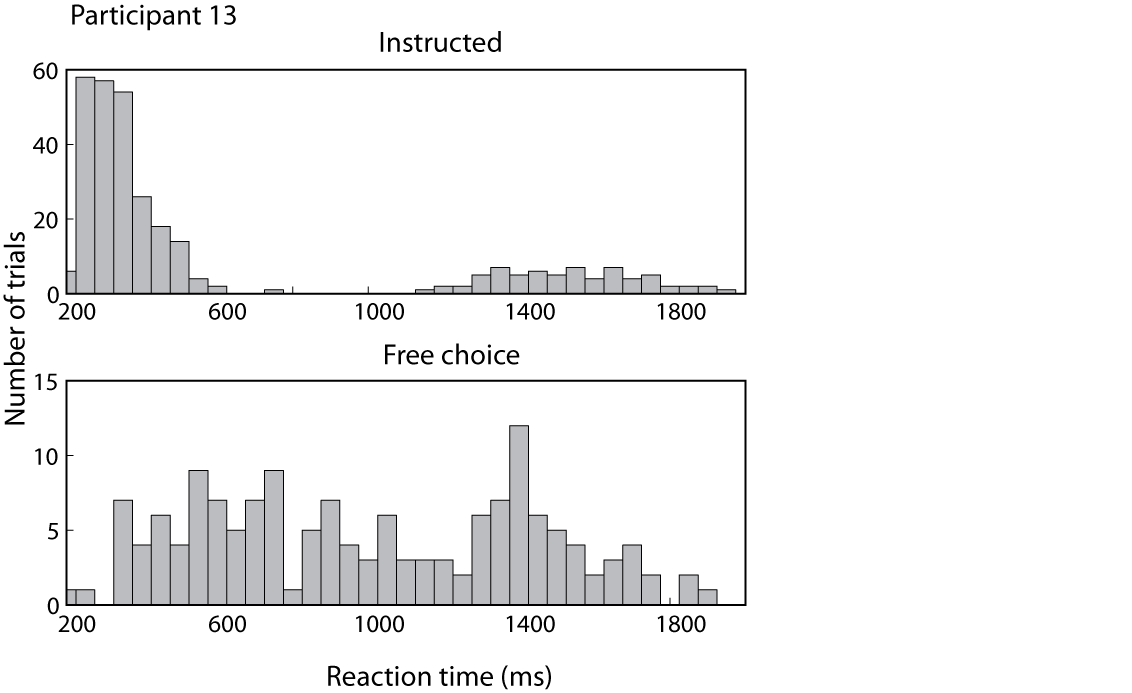 Participant 13
Instructed
60
40
20
0
200 600 1000 1400 1800
Number of trials
Free choice
15
10
5
0
200 600 1000 1400 1800
Reaction time (ms)